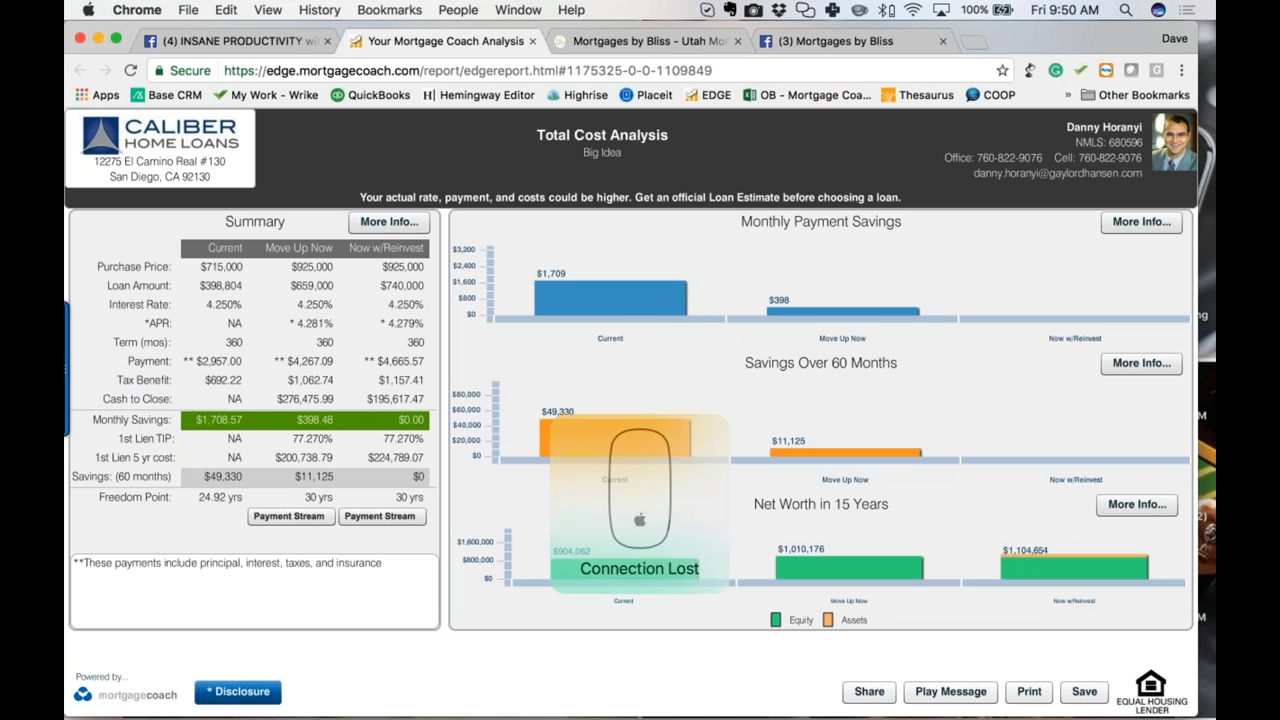 Chrome File Edit View History Bookmarks People Window Help 100% Fri 9:50 AM
(4) INSANE PRODUCTIVITY wi × Your Mortgage Coach Analysis × Mortgages by Bliss - Utah Mor × (3) Mortgages by Bliss × Dave
Secure https://edge.mortgagecoach.com/report/edgereport.html#1175325-0-0-1109849
Apps Base CRM My Work - Wrike QuickBooks Hemingway Editor Highrise Placeit EDGE OB - Mortgage Coa... Thesaurus COOP » Other Bookmarks
CALIBER
HOME LOANS
12275 El Camino Real #130
San Diego, CA 92130
Total Cost Analysis
Big Idea
Danny Horanyi
NMLS: 680596
Office: 760-822-9076 Cell: 760-822-9076
danny.horanyi@gaylordhansen.com
Your actual rate, payment, and costs could be higher. Get an official Loan Estimate before choosing a loan.
Summary More Info...
Current Move Up Now Now w/Reinvest
Purchase Price: $715,000 $925,000 $925,000
Loan Amount: $398,804 $659,000 $740,000
Interest Rate: 4.250% 4.250% 4.250%
*APR: NA * 4.281% * 4.279%
Term (mos): 360 360 360
Payment: ** $2,957.00 ** $4,267.09 ** $4,665.57
Tax Benefit: $692.22 $1,062.74 $1,157.41
Cash to Close: NA $276,475.99 $195,617.47
Monthly Savings: $1,708.57 $398.48 $0.00
1st Lien TIP: NA 77.270% 77.270%
1st Lien 5 yr cost: NA $200,738.79 $224,789.07
Savings: (60 months) $49,330 $11,125 $0
Freedom Point: 24.92 yrs 30 yrs 30 yrs
Payment Stream Payment Stream
**These payments include principal, interest, taxes, and insurance
Monthly Payment Savings More Info...
$3,200
$2,400
$1,600
$800
$0
$1,709
$398
Current Move Up Now Now w/Reinvest
Savings Over 60 Months More Info...
$80,000
$60,000
$40,000
$20,000
$0
$49,330
$11,125
Current Move Up Now Now w/Reinvest
Net Worth in 15 Years More Info...
$1,600,000
$800,000
$0
$904,062
$1,010,176
$1,104,654
Connection Lost
Current Move Up Now Now w/Reinvest
Equity Assets
Powered by...
mortgagecoach
* Disclosure
Share Play Message Print Save
EQUAL HOUSING
LENDER